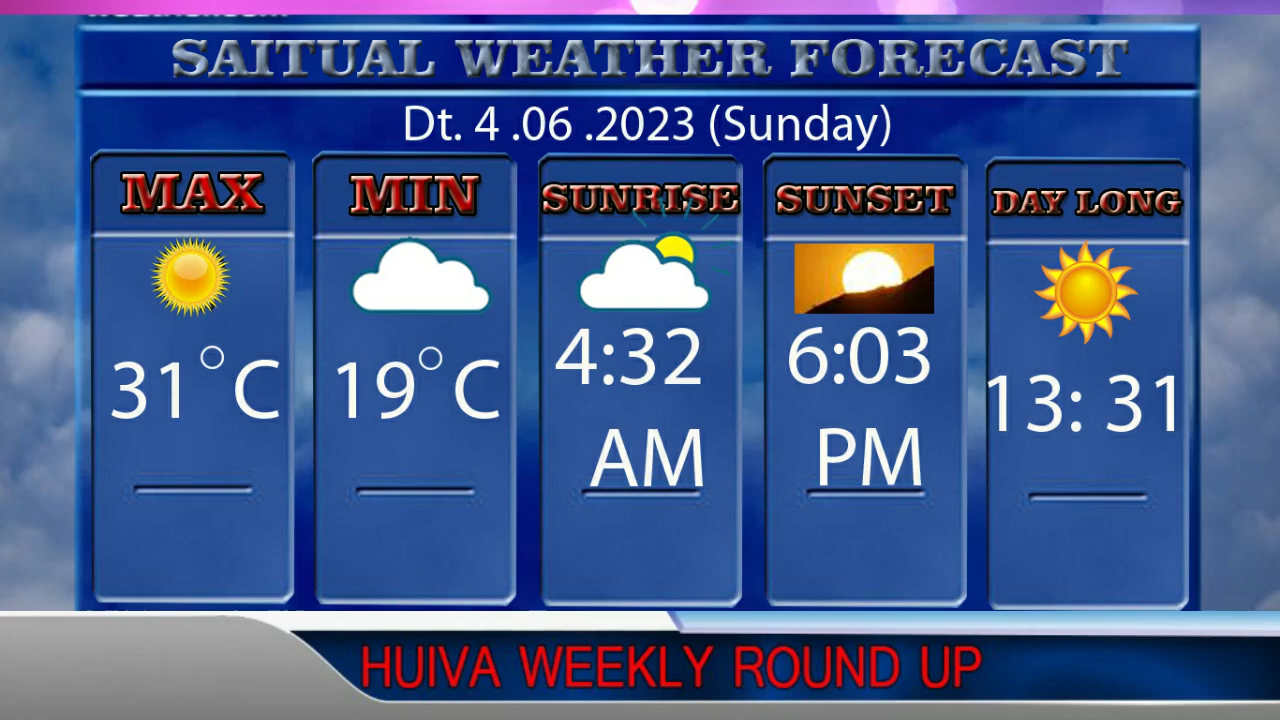 SAITUAL WEATHER FORECAST
Dt. 4 .06 .2023 (Sunday)
MAX
31°C
MIN
19°C
SUNRISE
4:32
AM
SUNSET
6:03
PM
DAY LONG
13: 31
HUIVA WEEKLY ROUND UP